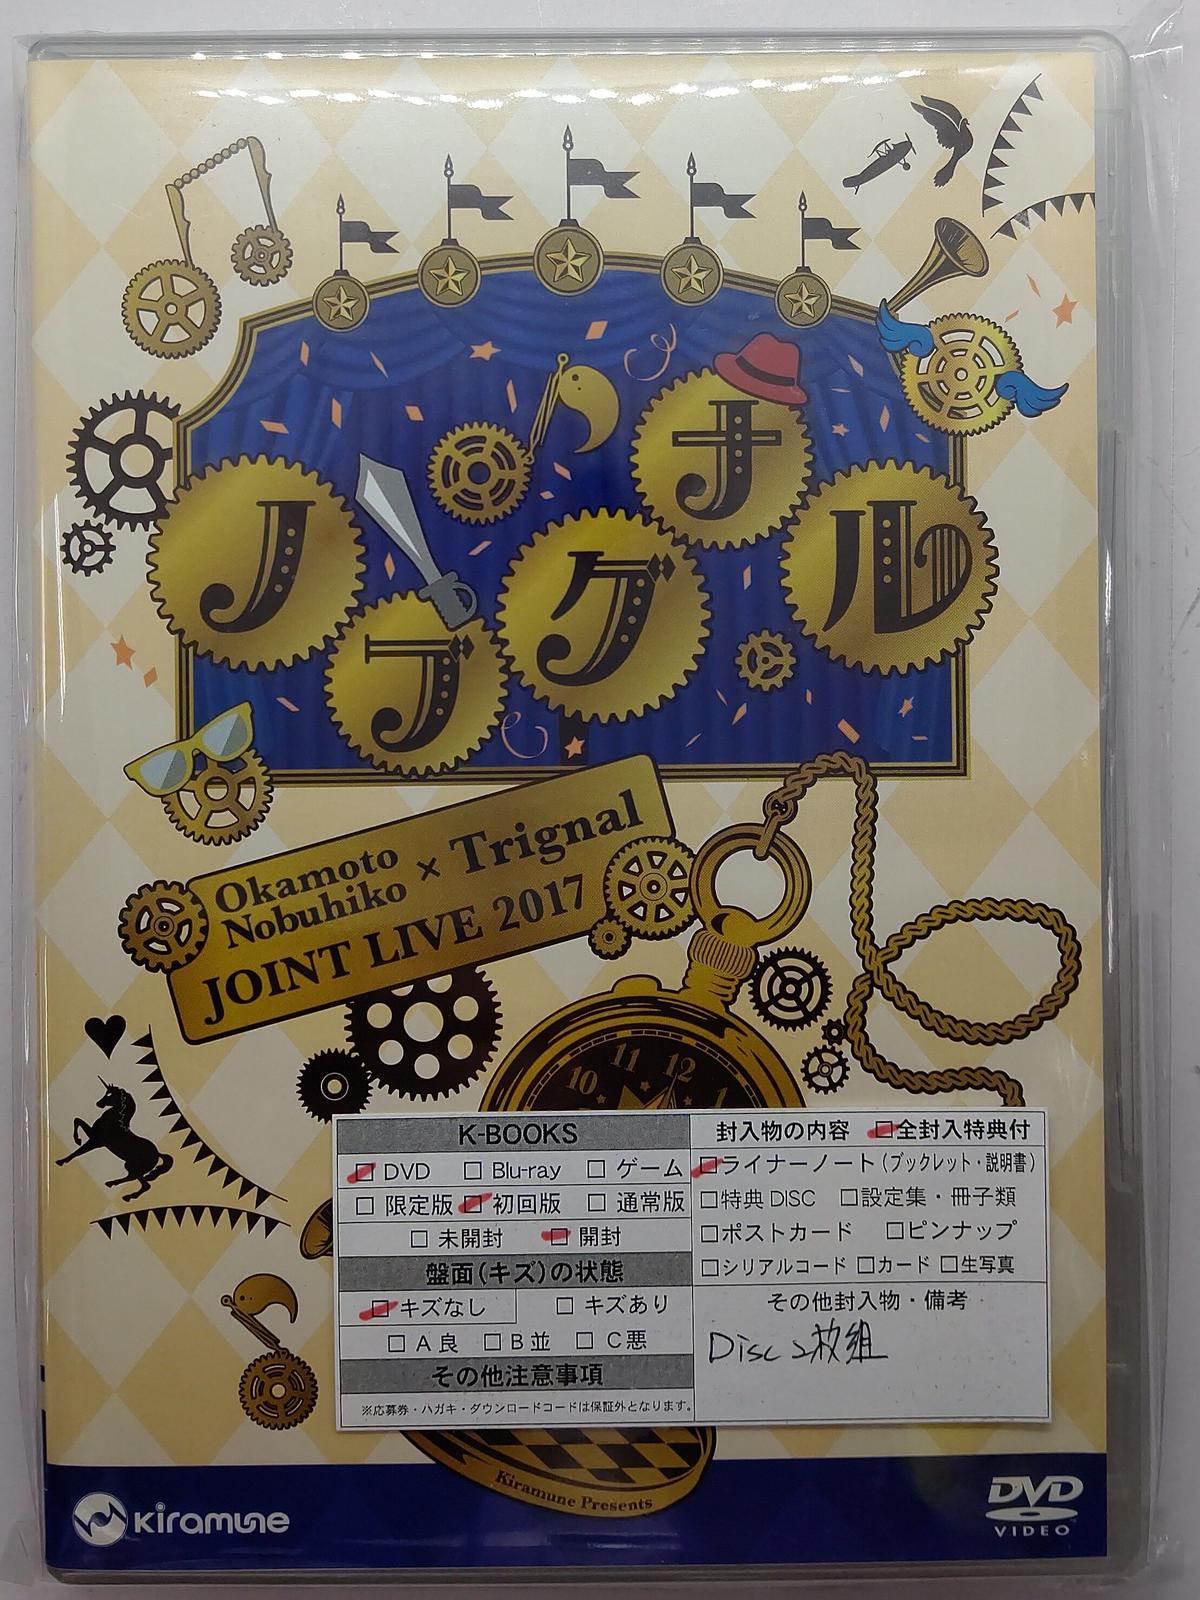 ノブナグル
Okamoto
Nobuhiko × Trignal
JOINT LIVE 2017
10 11 12 1
K-BOOKS
☐ DVD ☐ Blu-ray ☐ ゲーム
☐ 限定版 ☐ 初回版 ☐ 通常版
☐ 未開封 ☐ 開封
盤面(キズ)の状態
☐ キズなし ☐ キズあり
☐ A 良 ☐ B 並 ☐ C 悪
その他注意事項
※応募券・ハガキ・ダウンロードコードは保証外となります。
封入物の内容 ☐全封入特典付
☐ライナーノート(ブックレット・説明書)
☐特典 DISC ☐設定集・冊子類
☐ポストカード ☐ピンナップ
☐シリアルコード ☐カード ☐生写真
その他封入物・備考
Disc 2枚組
Kiramune Presents
kiramune
DVD
VIDEO